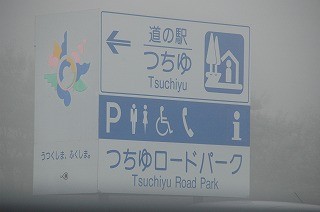 道の駅
つちゆ
Tsuchiyu
P i
つちゆロードパーク
Tsuchiyu Road Park
うつくしま、ふくしま。